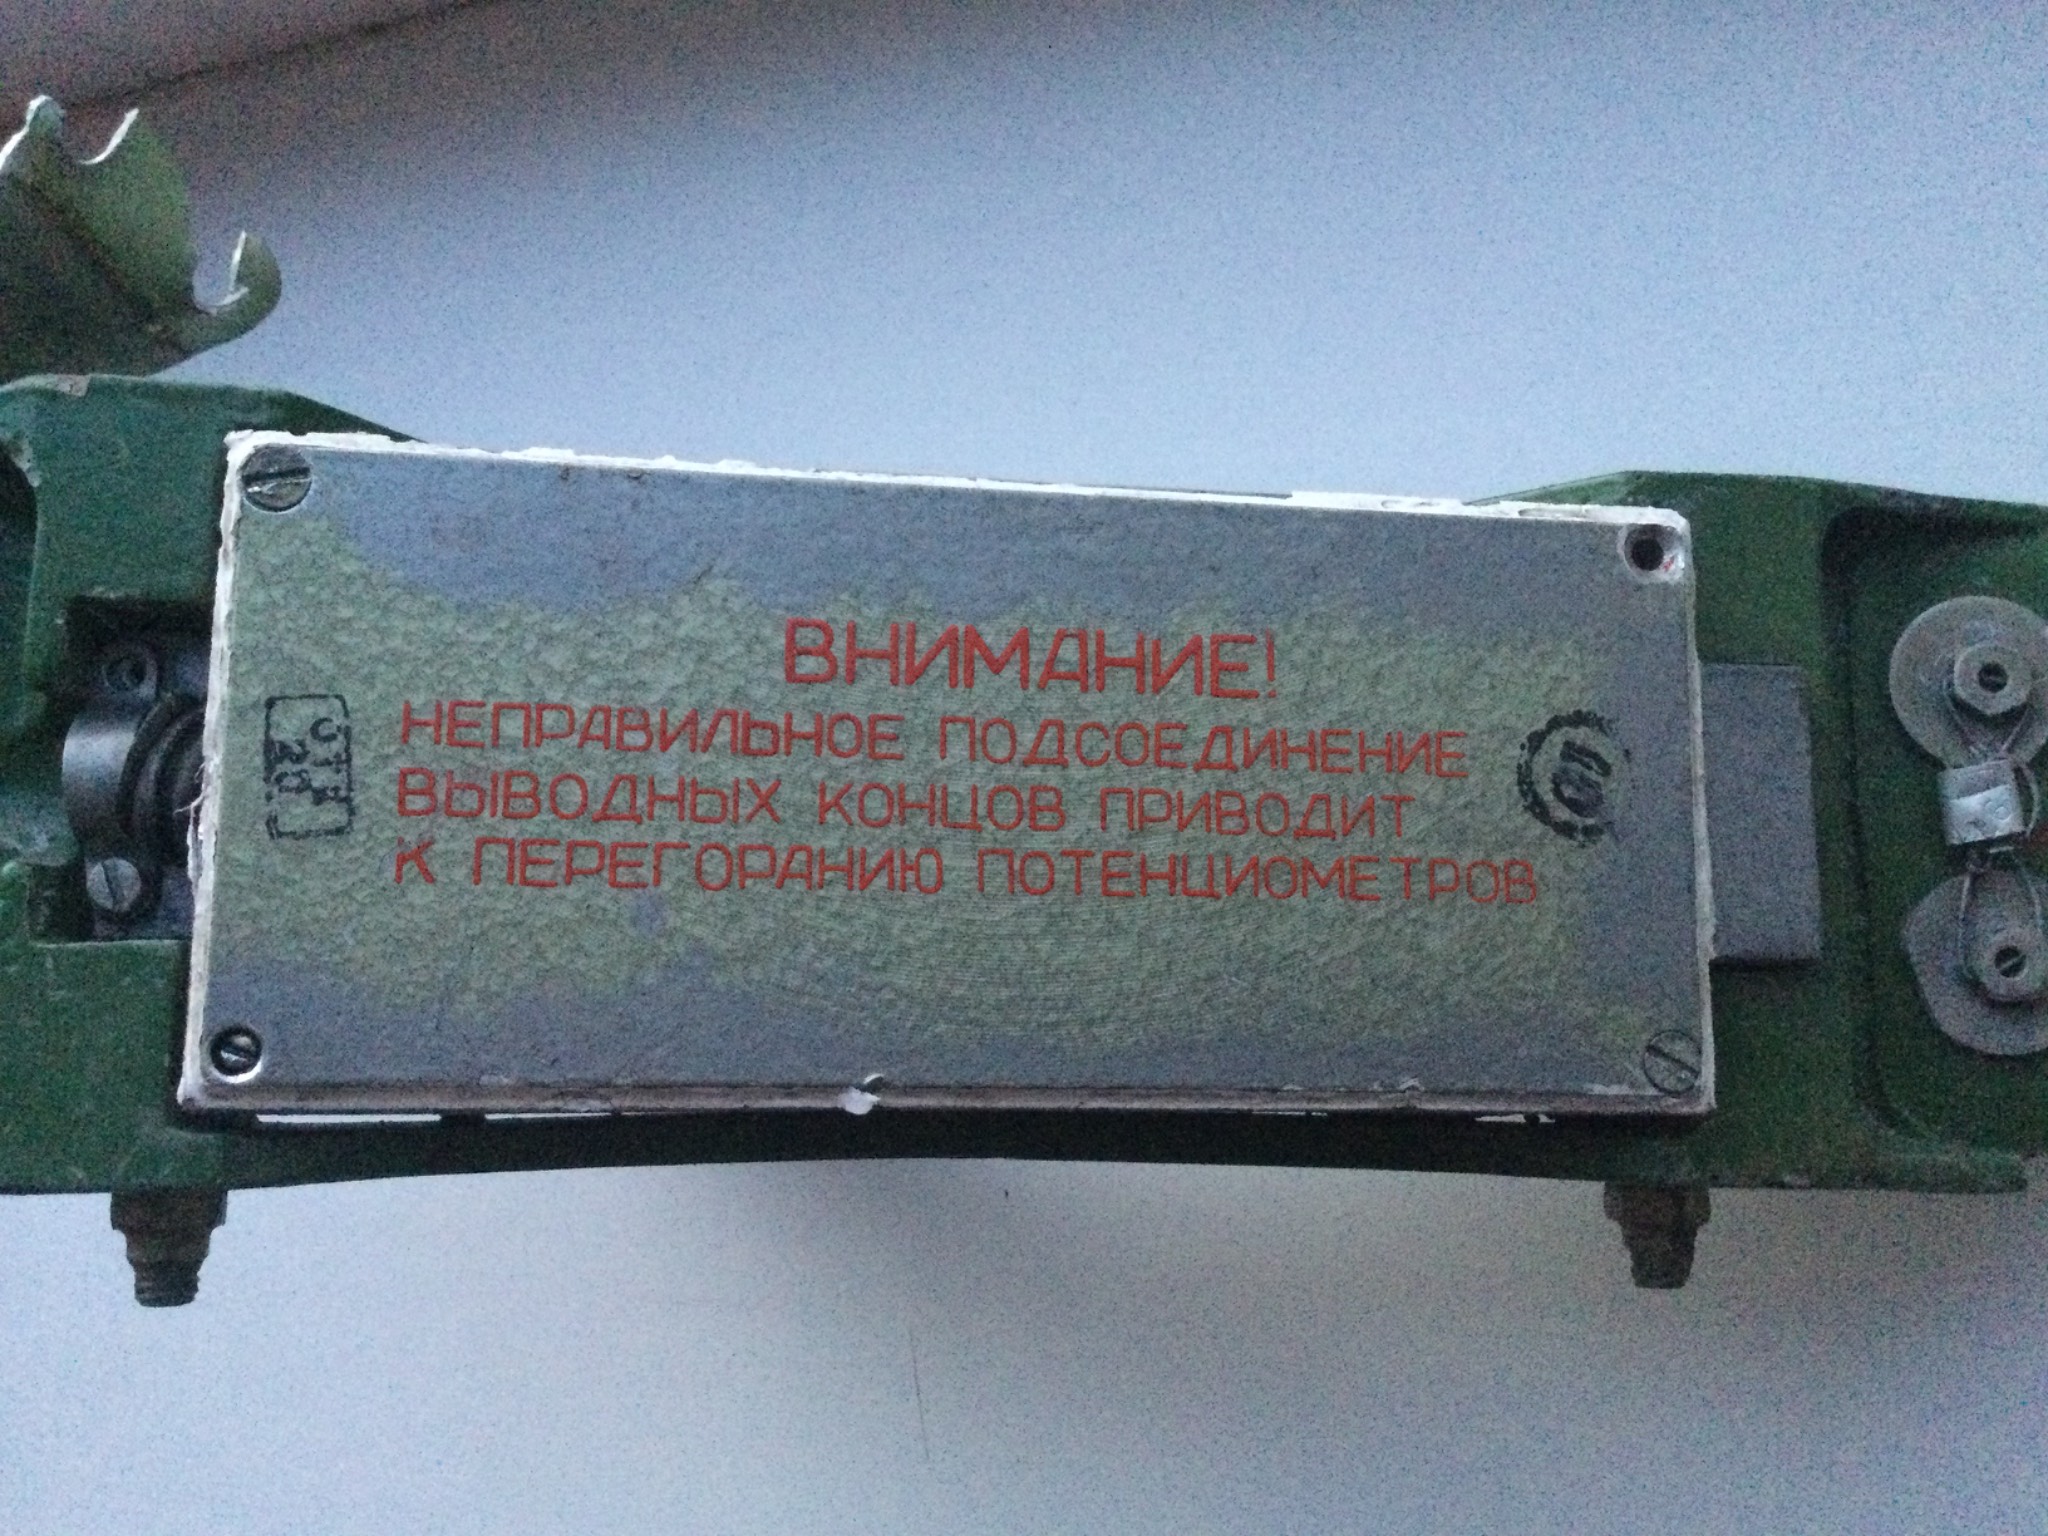 ВНИМАНИЕ!
НЕПРАВИЛЬНОЕ ПОДСОЕДИНЕНИЕ
ВЫВОДНЫХ КОНЦОВ ПРИВОДИТ
К ПЕРЕГОРАНИЮ ПОТЕНЦИОМЕТРОВ